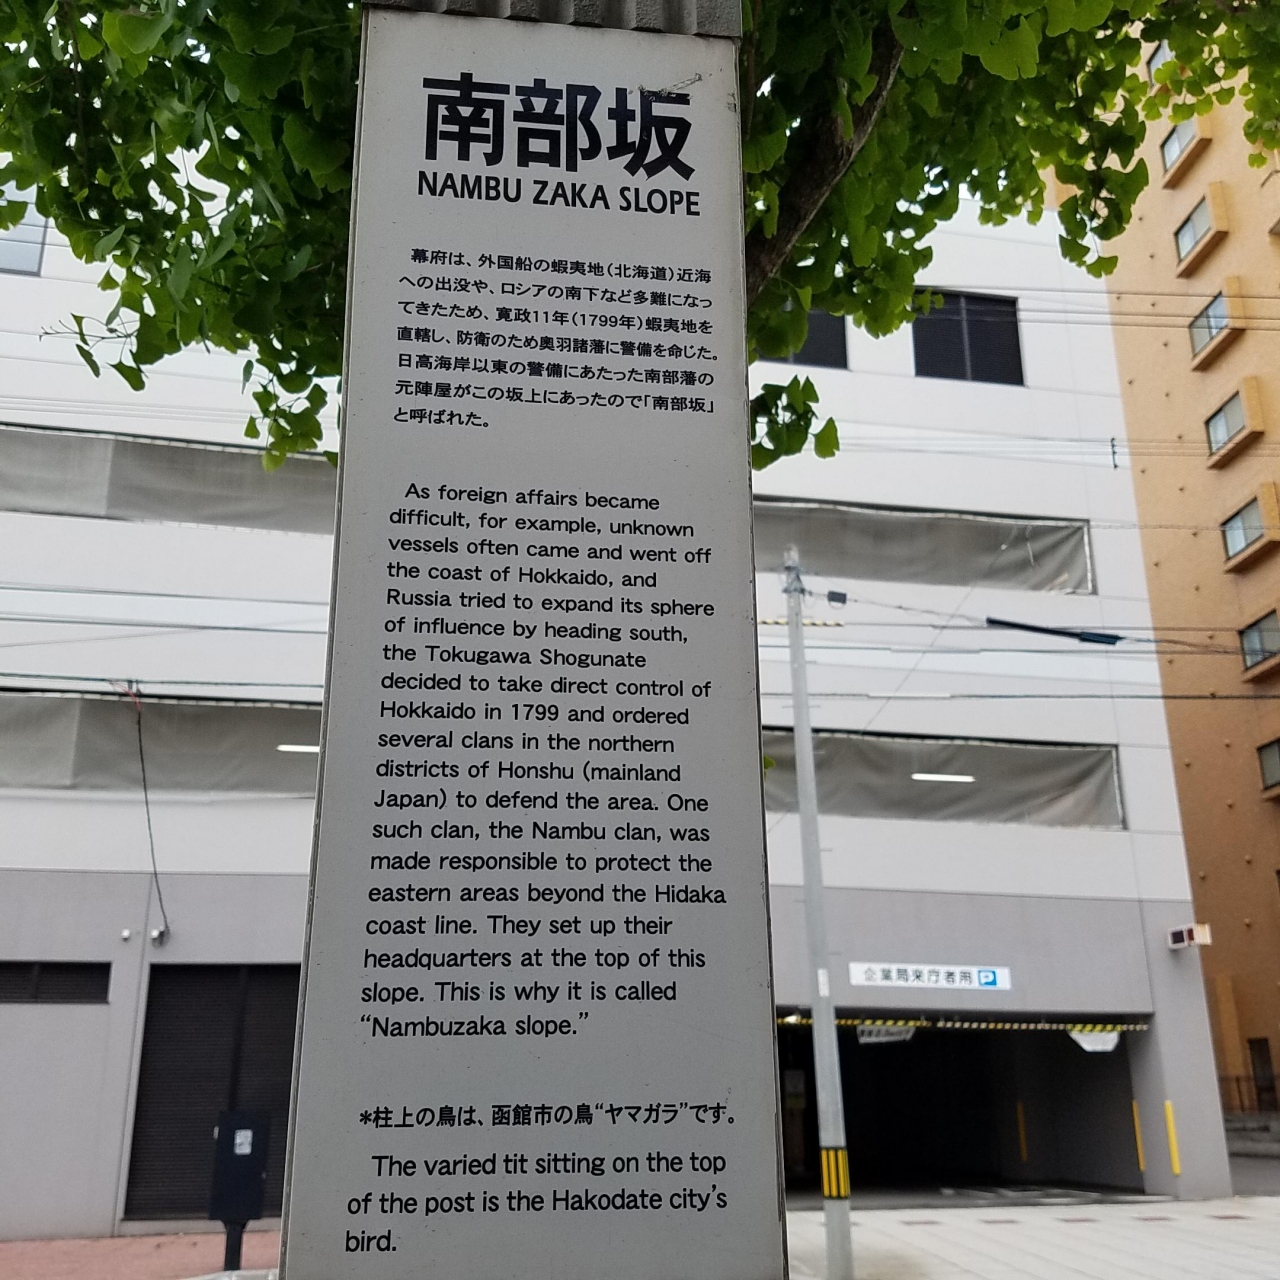 南部坂
NAMBU ZAKA SLOPE
幕府は、外国船の蝦夷地(北海道)近海
への出没や、ロシアの南下など多難になっ
てきたため、寛政11年(1799年)蝦夷地を
直轄し、防衛のため奥羽諸藩に警備を命じた。
日高海岸以東の警備にあたった南部藩の
元陣屋がこの坂上にあったので「南部坂」
と呼ばれた。
As foreign affairs became
difficult, for example, unknown
vessels often came and went off
the coast of Hokkaido, and
Russia tried to expand its sphere
of influence by heading south,
the Tokugawa Shogunate
decided to take direct control of
Hokkaido in 1799 and ordered
several clans in the northern
districts of Honshu (mainland
Japan) to defend the area. One
such clan, the Nambu clan, was
made responsible to protect the
eastern areas beyond the Hidaka
coast line. They set up their
headquarters at the top of this
slope. This is why it is called
“Nambuzaka slope.”
*柱上の鳥は、函館市の鳥“ヤマガラ”です。
The varied tit sitting on the top
of the post is the Hakodate city's
bird.
企業局来庁者用 P